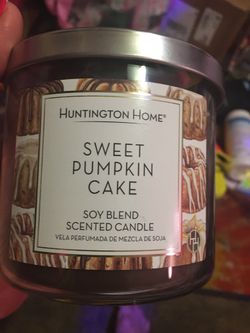 HUNTINGTON HOME®
SWEET
PUMPKIN
CAKE
SOY BLEND
SCENTED CANDLE
VELA PERFUMADA DE MEZCLA DE SOJA